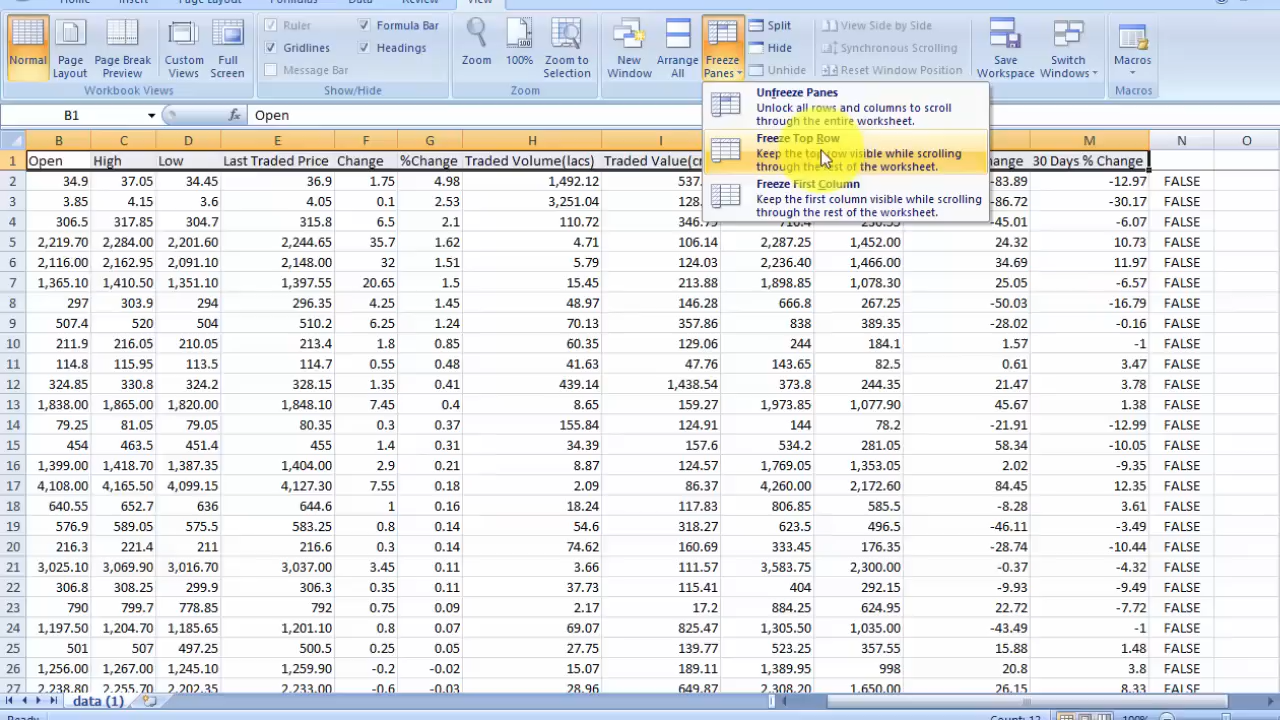 Home Page Layout Formulas Data Review View
Normal Page Layout Page Break Preview Custom Views Full Screen
Workbook Views
Ruler Formula Bar
Gridlines Headings
Message Bar
Show/Hide
Zoom 100% Zoom to Selection
Zoom
New Window Arrange All Freeze Panes
Split
Hide
Unhide
View Side by Side
Synchronous Scrolling
Reset Window Position
Save Workspace Switch Windows
Macros
Macros
Unfreeze Panes
Unlock all rows and columns to scroll
through the entire worksheet.
Freeze Top Row
Keep the top row visible while scrolling
through the rest of the worksheet.
Freeze First Column
Keep the first column visible while scrolling
through the rest of the worksheet.
B1 fx Open
B C D E F G H I M N O
1 Open High Low Last Traded Price Change %Change Traded Volume(lacs) Traded Value(cr hange 30 Days % Change
2 34.9 37.05 34.45 36.9 1.75 4.98 1,492.12 537. -83.89 -12.97 FALSE
3 3.85 4.15 3.6 4.05 0.1 2.53 3,251.04 128. -86.72 -30.17 FALSE
4 306.5 317.85 304.7 315.8 6.5 2.1 110.72 346.75 716.4 -45.01 -6.07 FALSE
5 2,219.70 2,284.00 2,201.60 2,244.65 35.7 1.62 4.71 106.14 2,287.25 1,452.00 24.32 10.73 FALSE
6 2,116.00 2,162.95 2,091.10 2,148.00 32 1.51 5.79 124.03 2,236.40 1,466.00 34.69 11.97 FALSE
7 1,365.10 1,410.50 1,351.10 1,397.55 20.65 1.5 15.45 213.88 1,898.85 1,078.30 25.05 -6.57 FALSE
8 297 303.9 294 296.35 4.25 1.45 48.97 146.28 666.8 267.25 -50.03 -16.79 FALSE
9 507.4 520 504 510.2 6.25 1.24 70.13 357.86 838 389.35 -28.02 -0.16 FALSE
10 211.9 216.05 210.05 213.4 1.8 0.85 60.35 129.06 244 184.1 1.57 -1 FALSE
11 114.8 115.95 113.5 114.7 0.55 0.48 41.63 47.76 143.65 82.5 0.61 3.47 FALSE
12 324.85 330.8 324.2 328.15 1.35 0.41 439.14 1,438.54 373.8 244.35 21.47 3.78 FALSE
13 1,838.00 1,865.00 1,820.00 1,848.10 7.45 0.4 8.65 159.27 1,973.85 1,077.90 45.67 1.38 FALSE
14 79.25 81.05 79.05 80.35 0.3 0.37 155.84 124.91 144 78.2 -21.91 -12.99 FALSE
15 454 463.5 451.4 455 1.4 0.31 34.39 157.6 534.2 281.05 58.34 -10.05 FALSE
16 1,399.00 1,418.70 1,387.35 1,404.00 2.9 0.21 8.87 124.57 1,769.05 1,353.05 2.02 -9.35 FALSE
17 4,108.00 4,165.50 4,099.15 4,127.30 7.55 0.18 2.09 86.37 4,260.00 2,172.60 84.45 12.35 FALSE
18 640.55 652.7 636 644.6 1 0.16 18.24 117.83 806.85 585.5 -8.28 3.61 FALSE
19 576.9 589.05 575.5 583.25 0.8 0.14 54.6 318.27 623.5 496.5 -46.11 -3.49 FALSE
20 216.3 221.4 211 216.6 0.3 0.14 74.62 160.69 333.45 176.35 -28.74 -10.44 FALSE
21 3,025.10 3,069.90 3,016.70 3,037.00 3.45 0.11 3.66 111.57 3,583.75 2,300.00 -0.37 -4.32 FALSE
22 306.8 308.25 299.9 306.3 0.35 0.11 37.73 115.41 404 292.15 -9.93 -9.49 FALSE
23 790 799.7 778.85 792 0.75 0.09 2.17 17.2 884.25 624.95 22.72 -7.72 FALSE
24 1,197.50 1,204.70 1,185.65 1,201.10 0.8 0.07 69.07 825.47 1,305.50 1,035.00 -43.49 -1 FALSE
25 501 507 497.25 500.5 0.25 0.05 27.75 139.77 523.25 357.55 15.88 1.48 FALSE
26 1,256.00 1,267.00 1,245.10 1,259.90 -0.2 -0.02 15.07 189.11 1,389.95 998 20.8 3.8 FALSE
27 2,238.80 2,255.70 2,202.35 2,233.00 -0.6 -0.03 28.96 649.87 2,308.20 1,650.00 26.15 8.33 FALSE
data (1)
Ready Count: 12 100%